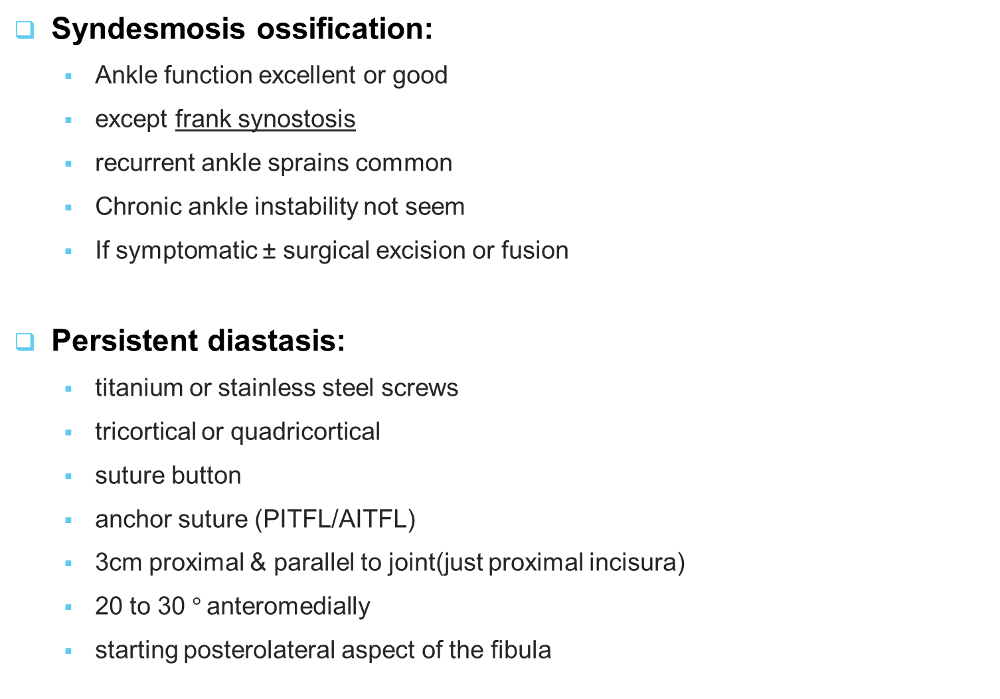 Syndesmosis ossification:
Ankle function excellent or good
except frank synostosis
recurrent ankle sprains common
Chronic ankle instability not seem
If symptomatic ± surgical excision or fusion
Persistent diastasis:
titanium or stainless steel screws
tricortical or quadricortical
suture button
anchor suture (PITFL/AITFL)
3cm proximal & parallel to joint(just proximal incisura)
20 to 30 ° anteromedially
starting posterolateral aspect of the fibula